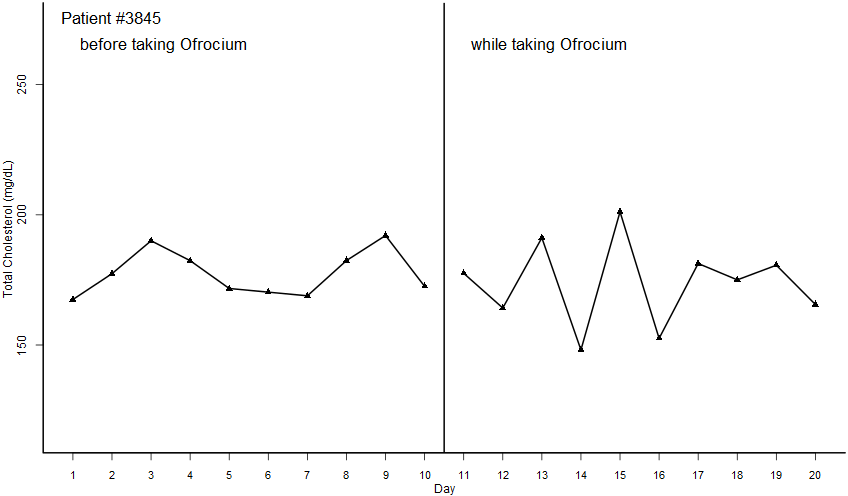 Patient #3845
before taking Ofrocium
while taking Ofrocium
Total Cholesterol (mg/dL)
250
200
150
1 2 3 4 5 6 7 8 9 10 11 12 13 14 15 16 17 18 19 20
Day